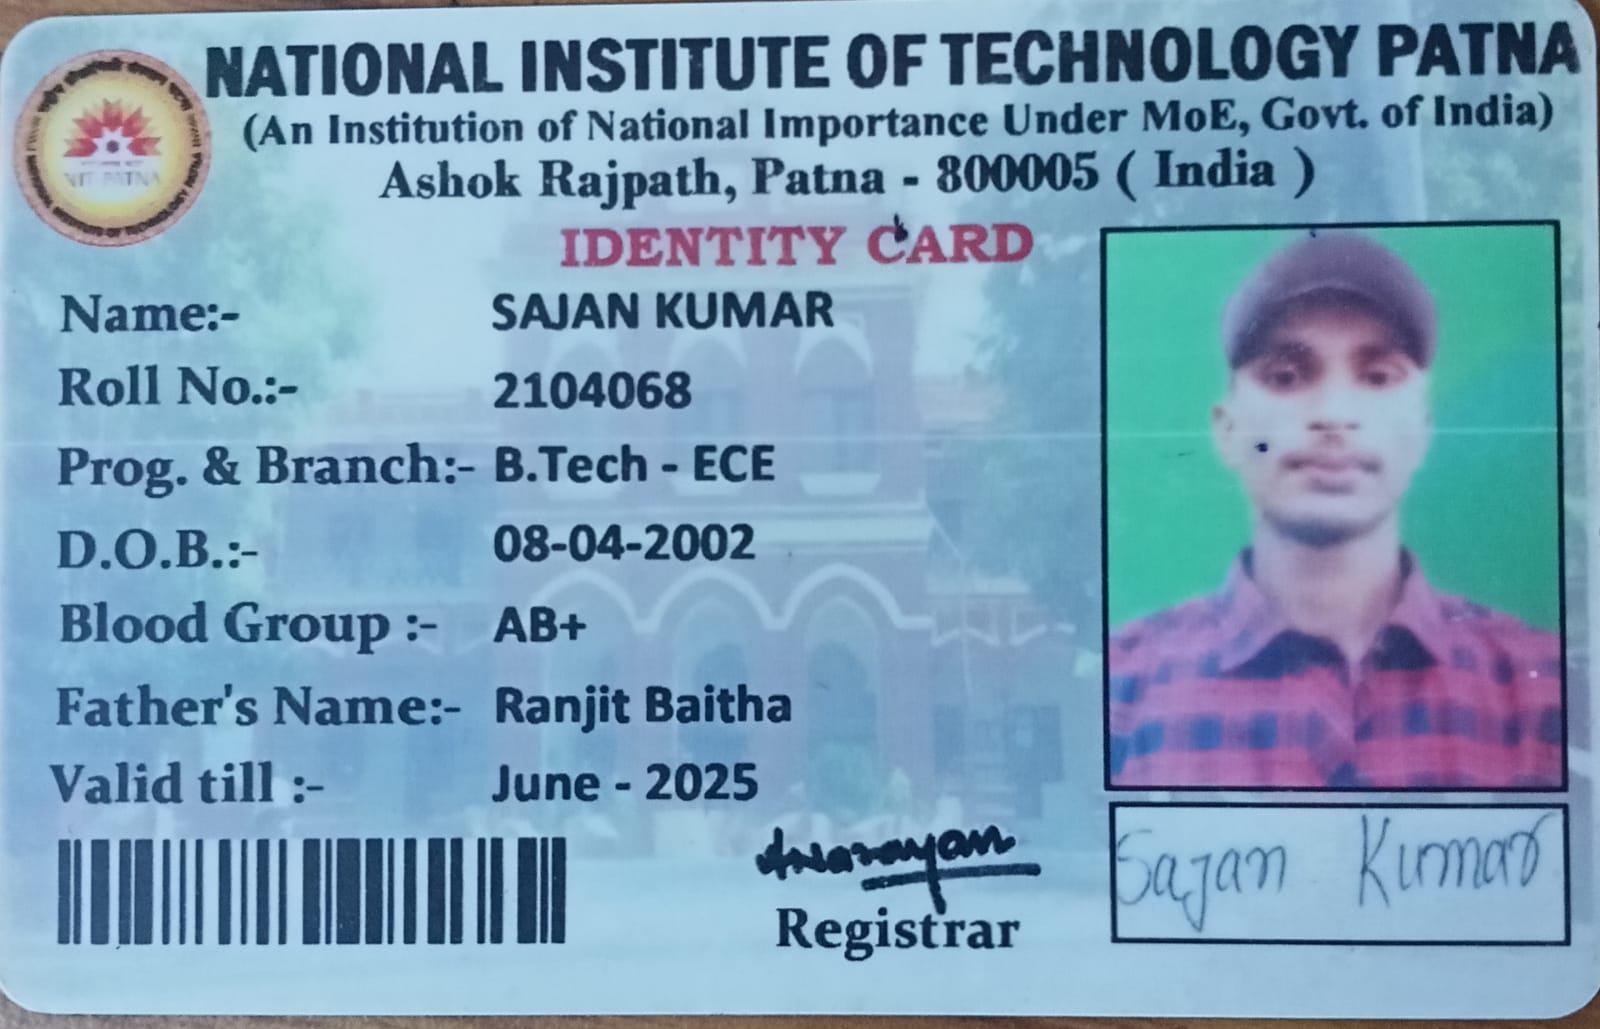 NATIONAL INSTITUTE OF TECHNOLOGY PATNA
(An Institution of National Importance Under MoE, Govt. of India)
Ashok Rajpath, Patna - 800005 ( India )
NIT PATNA
IDENTITY CARD
Name:- SAJAN KUMAR
Roll No.:- 2104068
Prog. & Branch:- B.Tech - ECE
D.O.B.:- 08-04-2002
Blood Group :- AB+
Father's Name:- Ranjit Baitha
Valid till :- June - 2025
Registrar
Sajan Kumar